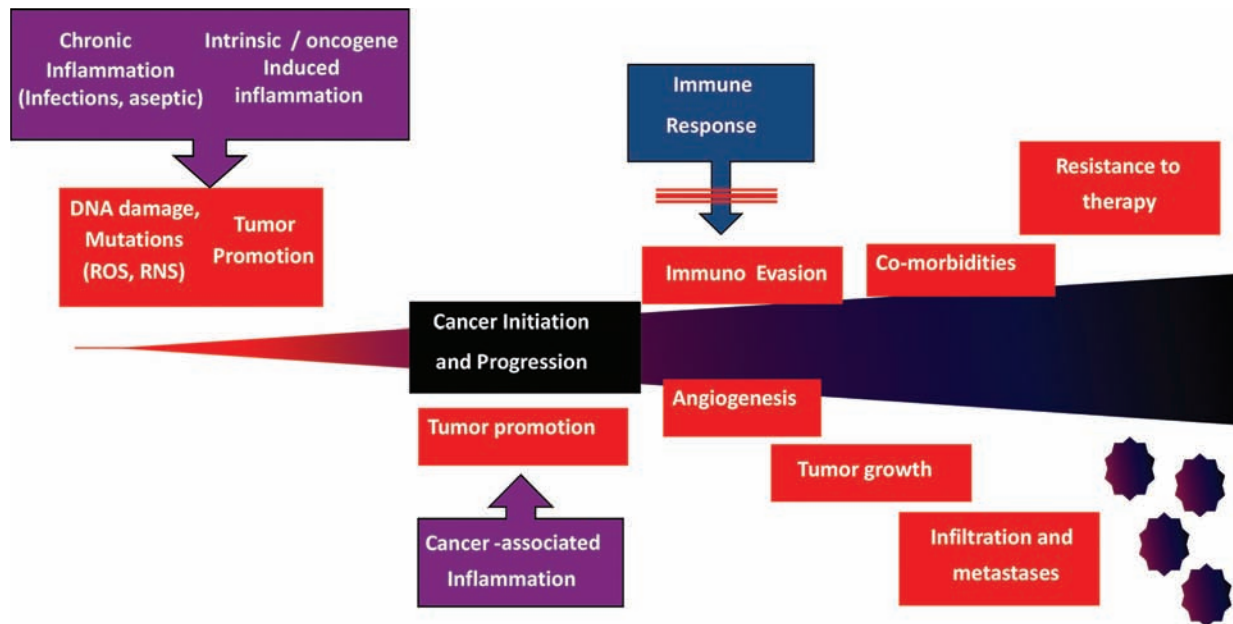 Chronic
Inflammation
(Infections, aseptic)
Intrinsic / oncogene
Induced
inflammation
DNA damage,
Mutations
(ROS, RNS)
Tumor
Promotion
Immune
Response
Resistance to
therapy
Immuno Evasion
Co-morbidities
Cancer Initiation
and Progression
Angiogenesis
Tumor promotion
Tumor growth
Cancer -associated
Inflammation
Infiltration and
metastases